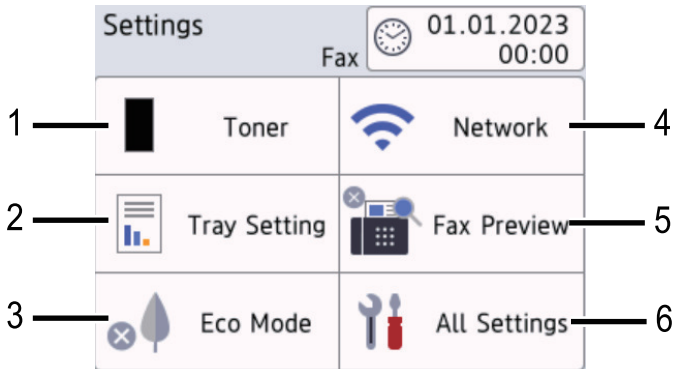 Settings
Fax
01.01.2023
00:00
1
Toner
Network
4
2
Tray Setting
Fax Preview
5
3
Eco Mode
All Settings
6